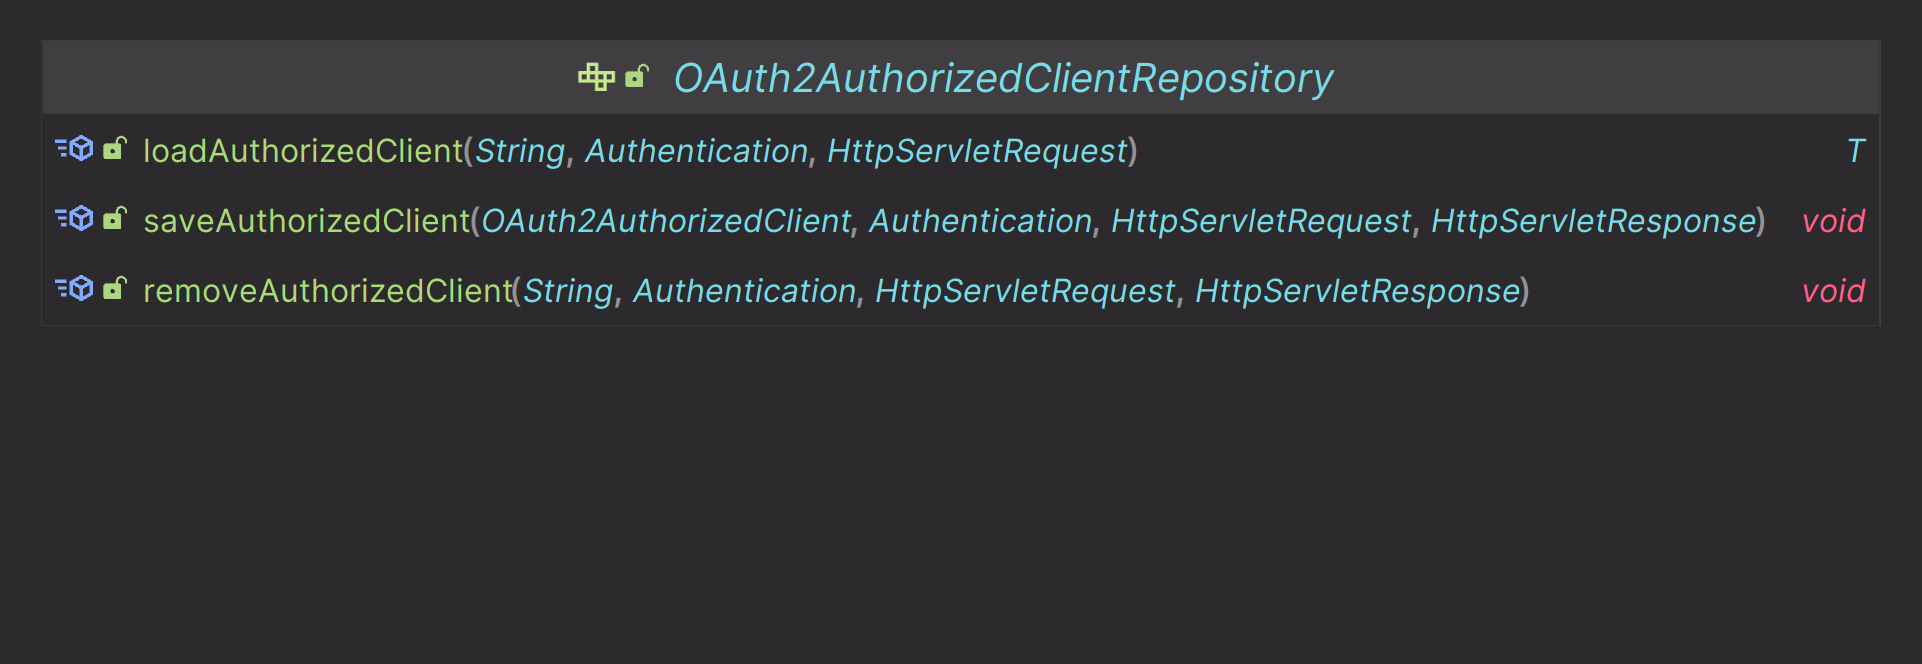 OAuth2AuthorizedClientRepository
loadAuthorizedClient(String, Authentication, HttpServletRequest) T
saveAuthorizedClient(OAuth2AuthorizedClient, Authentication, HttpServletRequest, HttpServletResponse) void
removeAuthorizedClient(String, Authentication, HttpServletRequest, HttpServletResponse) void